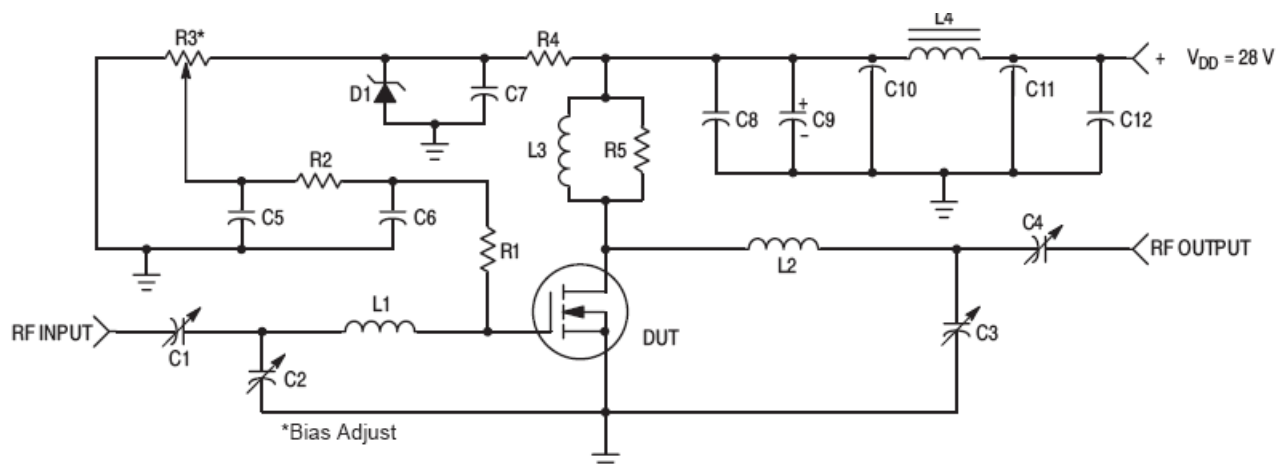 L4
R3*
R4
+ V_DD = 28 V
D1
C7
C10
C11
C8
+
C9
–
C12
L3
R5
R2
C5
C6
R1
C4
RF OUTPUT
L2
L1
RF INPUT
C1
DUT
C3
C2
*Bias Adjust